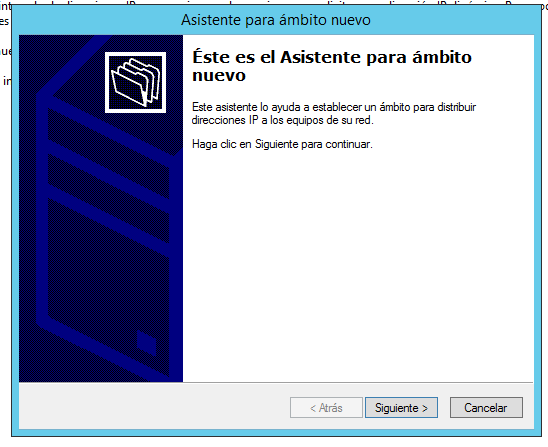 Asistente para ámbito nuevo
Éste es el Asistente para ámbito
nuevo
Este asistente lo ayuda a establecer un ámbito para distribuir
direcciones IP a los equipos de su red.
Haga clic en Siguiente para continuar.
< Atrás
Siguiente >
Cancelar